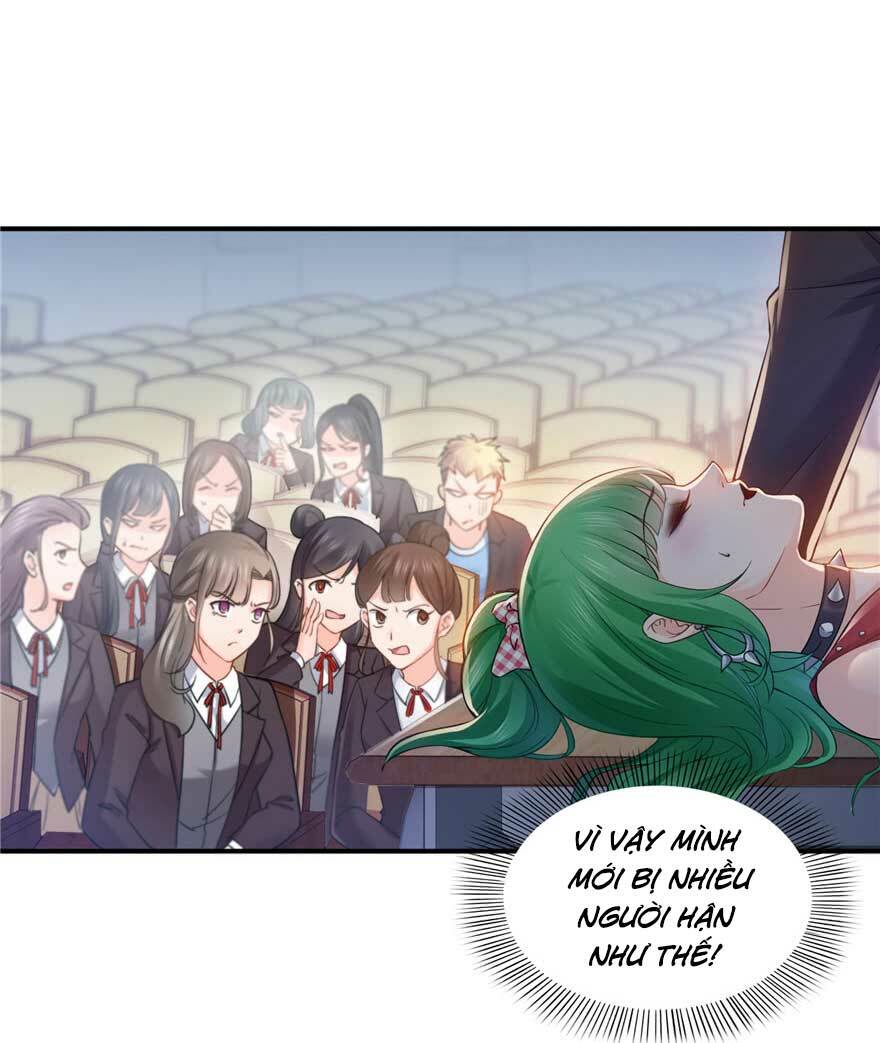 VÌ VẬY MÌNH
MỚI BỊ NHIỀU
NGƯỜI HẬN
NHƯ THẾ!